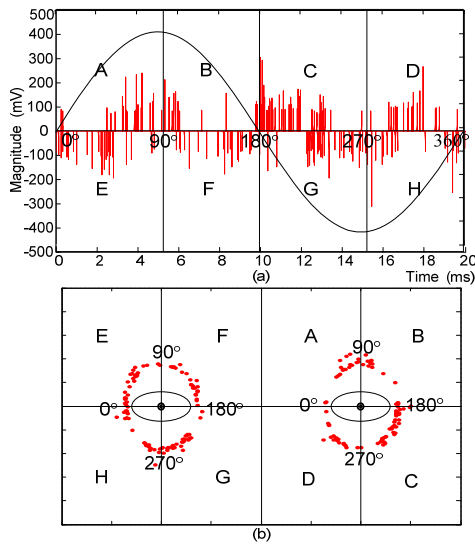 500
400
300
200
100
0
-100
-200
-300
-400
-500
Magnitude (mV)
A B C D
0° 90° 180° 270° 360°
E F G H
0 2 4 6 8 10 12 14 16 18 20
(a) Time (ms)
E F A B
90° 90°
0° 180° 0° 180°
270° 270°
H G D C
(b)